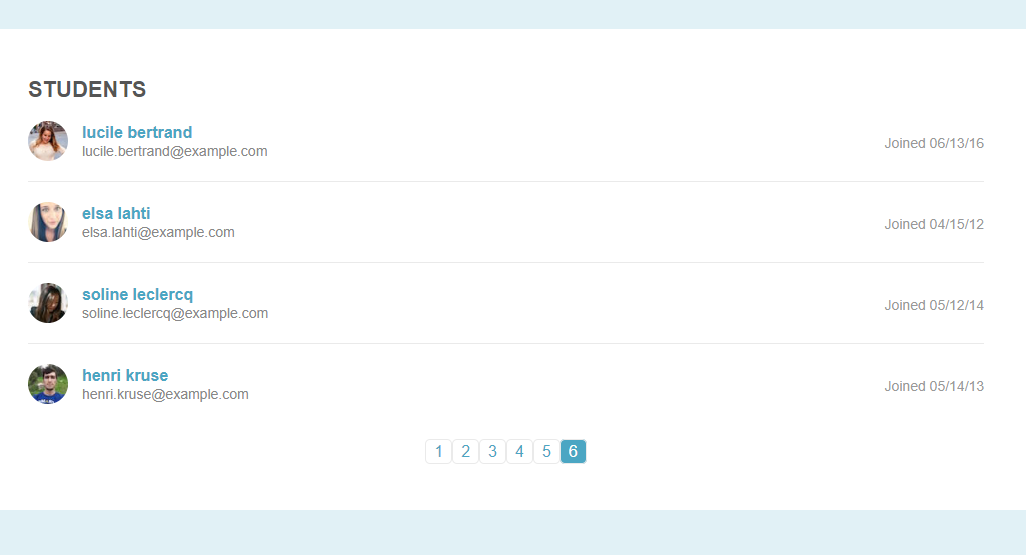 STUDENTS
lucile bertrand
lucile.bertrand@example.com
Joined 06/13/16
elsa lahti
elsa.lahti@example.com
Joined 04/15/12
soline leclercq
soline.leclercq@example.com
Joined 05/12/14
henri kruse
henri.kruse@example.com
Joined 05/14/13
1 2 3 4 5 6